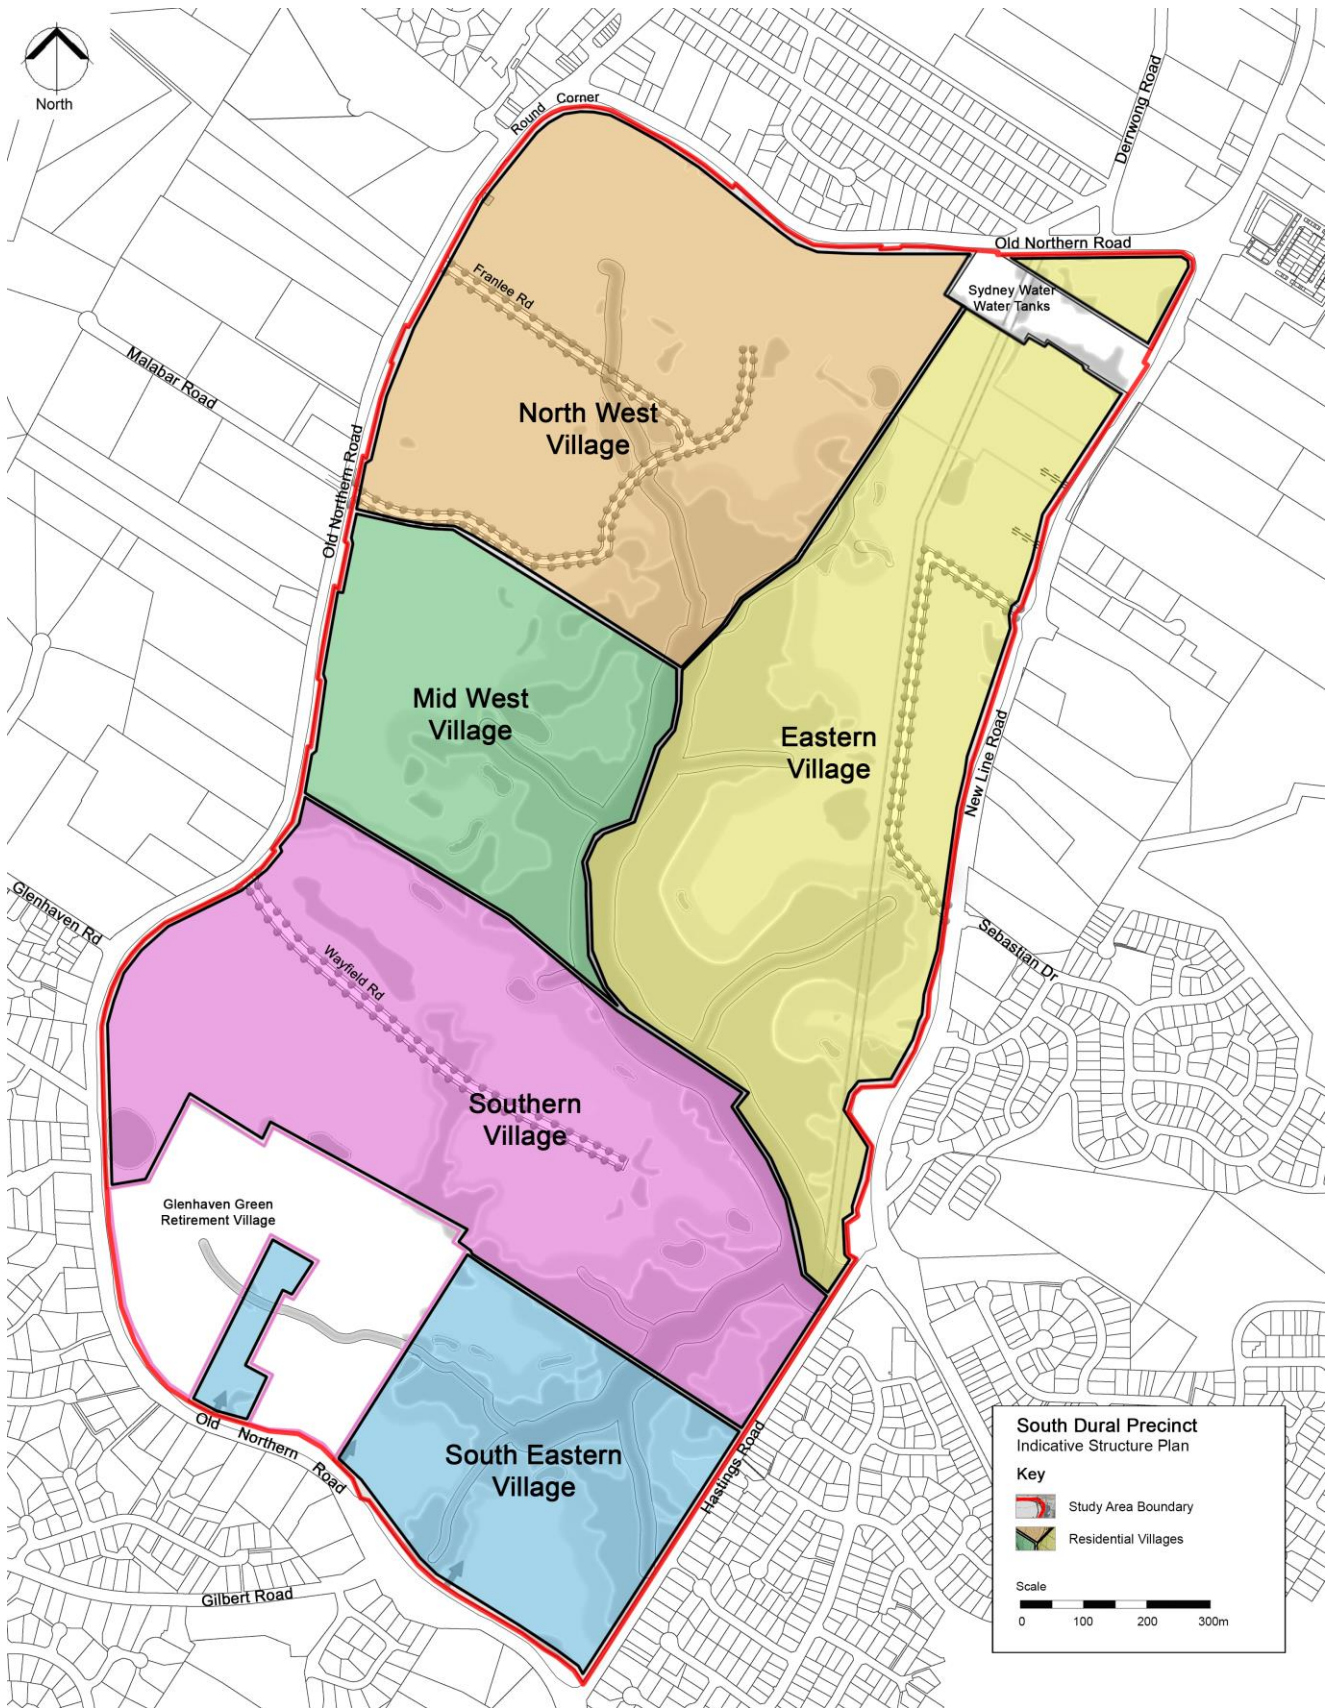 North
Round Corner
Derrwong Road
Old Northern Road
Sydney Water
Water Tanks
Franlee Rd
Malabar Road
North West
Village
Old Northern Road
Mid West
Village
Eastern
Village
New Line Road
Glenhaven Rd
Sebastian Dr
Wayfield Rd
Southern
Village
Glenhaven Green
Retirement Village
Old Northern Road
South Eastern
Village
Hastings Road
Gilbert Road
South Dural Precinct
Indicative Structure Plan
Key
Study Area Boundary
Residential Villages
Scale
0 100 200 300m